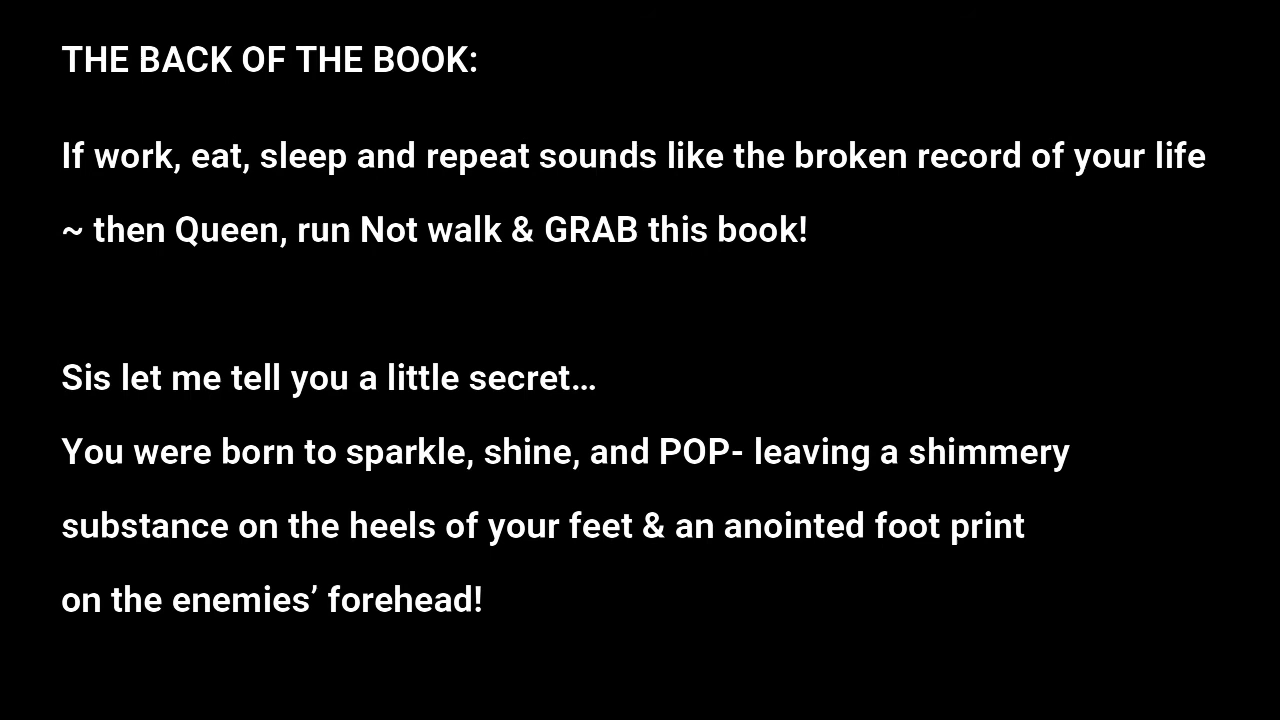 THE BACK OF THE BOOK:
If work, eat, sleep and repeat sounds like the broken record of your life
~ then Queen, run Not walk & GRAB this book!
Sis let me tell you a little secret…
You were born to sparkle, shine, and POP- leaving a shimmery
substance on the heels of your feet & an anointed foot print
on the enemies’ forehead!